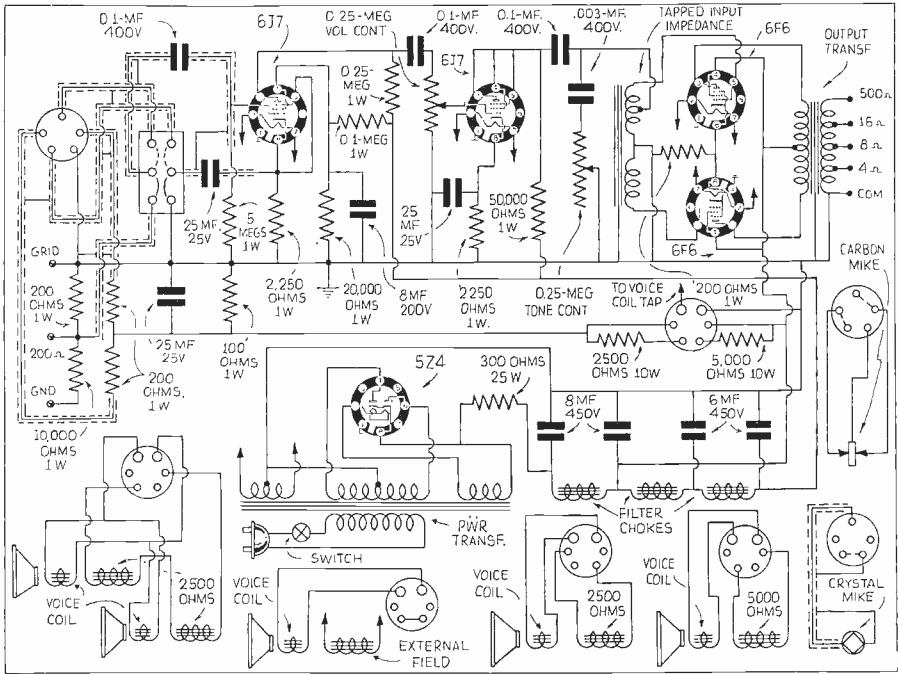 0.1-MF
400V.
6J7
0.25-MEG
VOL CONT
0.1-MF.
400V.
0.1-MF.
400V.
.003-MF.
400V.
TAPPED INPUT
IMPEDANCE
6F6
OUTPUT
TRANSF
0.25-
MEG
1W
6J7
500Ω
16Ω
8Ω
4Ω
COM
0.1-MEG
1W
25 MF
25V
5
MEGS
1W
25
MF
25V
50,000
OHMS
1W
6F6
GRID
CARBON
MIKE
200
OHMS
1W
2,250
OHMS
1W
20,000
OHMS
1W
8MF
200V
2250
OHMS
1W.
0.25-MEG
TONE CONT
TO VOICE
COIL TAP
200 OHMS
1W
200Ω
25 MF
25V
100
OHMS
1W
2500
OHMS 10W
5,000
OHMS 10W
GND
200
OHMS,
1W
5Z4
300 OHMS
25 W
8 MF
450V
6 MF
450V
10,000
OHMS
1W
FILTER
CHOKES
PWR
TRANSF.
SWITCH
VOICE
COIL
2500
OHMS
VOICE
COIL
EXTERNAL
FIELD
VOICE
COIL
2500
OHMS
VOICE
COIL
5000
OHMS
CRYSTAL
MIKE